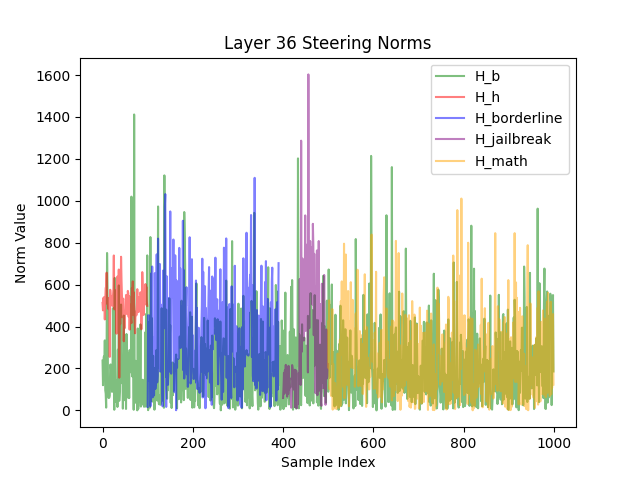 Layer 36 Steering Norms
Norm Value
1600
1400
1200
1000
800
600
400
200
0
0
200
400
600
800
1000
Sample Index
H_b
H_h
H_borderline
H_jailbreak
H_math